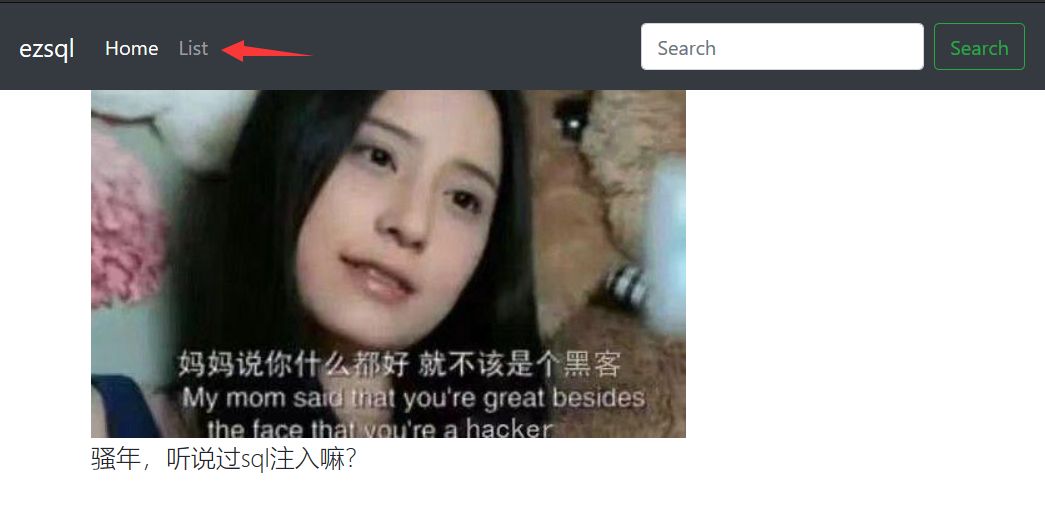 ezsql Home List Search Search
妈妈说你什么都好 就不该是个黑客
My mom said that you're great besides
the face that you're a hacker
骚年，听说过sql注入嘛？